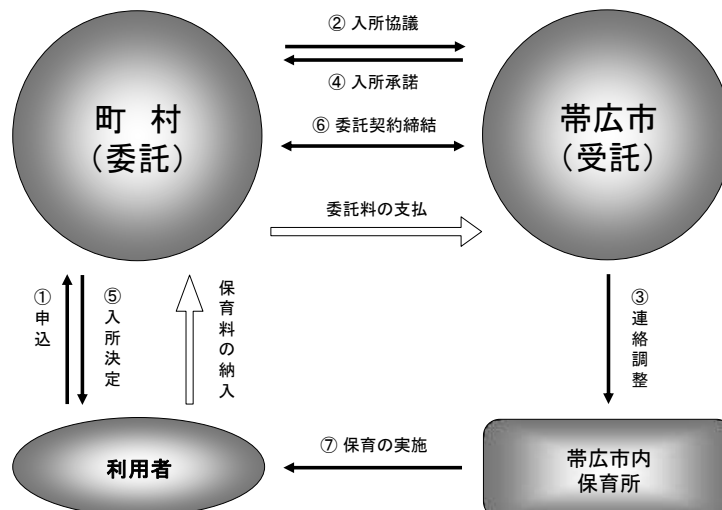 ② 入所協議
④ 入所承諾
町 村
(委託)
帯広市
(受託)
⑥ 委託契約締結
委託料の支払
①申込
⑤入所決定
保育料の納入
③連絡調整
利用者
⑦ 保育の実施
帯広市内
保育所